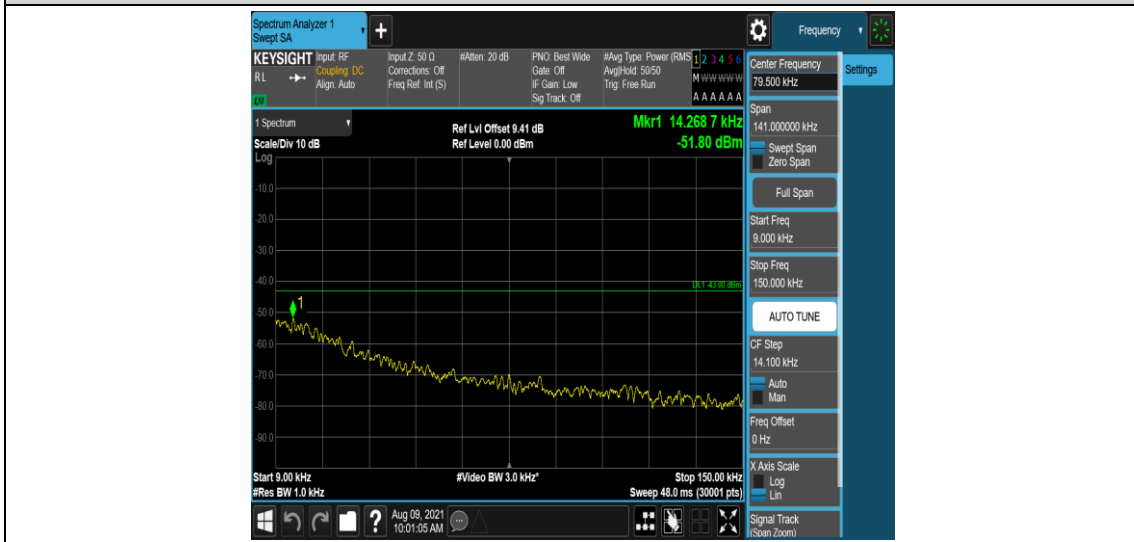 Spectrum Analyzer 1
Swept SA
Frequency
KEYSIGHT
RL
LXI
Input: RF
Coupling: DC
Align: Auto
Input Z: 50 Ω
Corrections: Off
Freq Ref: Int (S)
#Atten: 20 dB
PNO: Best Wide
Gate: Off
IF Gain: Low
Sig Track: Off
#Avg Type: Power (RMS
Avg|Hold: 50/50
Trig: Free Run
1 2 3 4 5 6
M W W W W W
A A A A A A
1 Spectrum
Scale/Div 10 dB
Log
Ref Lvl Offset 9.41 dB
Ref Level 0.00 dBm
Mkr1 14.268 7 kHz
-51.80 dBm
-10.0
-20.0
-30.0
-40.0
-50.0
-60.0
-70.0
-80.0
-90.0
DL1 -43.00 dBm
1
Start 9.00 kHz
#Res BW 1.0 kHz
#Video BW 3.0 kHz*
Stop 150.00 kHz
Sweep 48.0 ms (30001 pts)
Center Frequency
79.500 kHz
Settings
Span
141.000000 kHz
Swept Span
Zero Span
Full Span
Start Freq
9.000 kHz
Stop Freq
150.000 kHz
AUTO TUNE
CF Step
14.100 kHz
Auto
Man
Freq Offset
0 Hz
X Axis Scale
Log
Lin
Signal Track
(Span Zoom)
?
Aug 09, 2021
10:01:05 AM